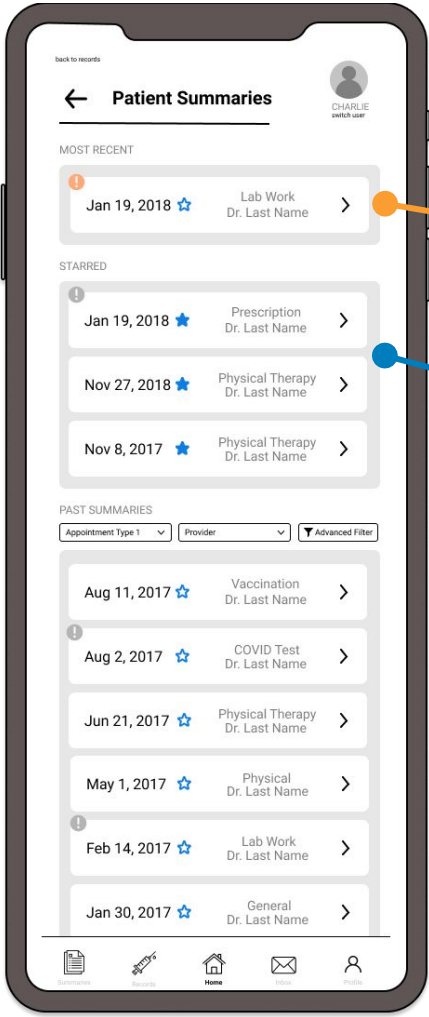 back to records
Patient Summaries
CHARLIE
switch user
MOST RECENT
Jan 19, 2018 Lab Work
Dr. Last Name
STARRED
Jan 19, 2018 Prescription
Dr. Last Name
Nov 27, 2018 Physical Therapy
Dr. Last Name
Nov 8, 2017 Physical Therapy
Dr. Last Name
PAST SUMMARIES
Appointment Type 1 Provider Advanced Filter
Aug 11, 2017 Vaccination
Dr. Last Name
Aug 2, 2017 COVID Test
Dr. Last Name
Jun 21, 2017 Physical Therapy
Dr. Last Name
May 1, 2017 Physical
Dr. Last Name
Feb 14, 2017 Lab Work
Dr. Last Name
Jan 30, 2017 General
Dr. Last Name
Summaries Records Home Inbox Profile